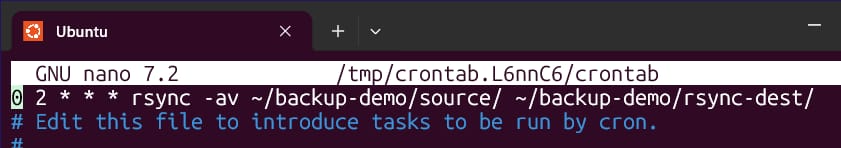 Ubuntu
GNU nano 7.2 /tmp/crontab.L6nnC6/crontab
0 2 * * * rsync -av ~/backup-demo/source/ ~/backup-demo/rsync-dest/
# Edit this file to introduce tasks to be run by cron.
#